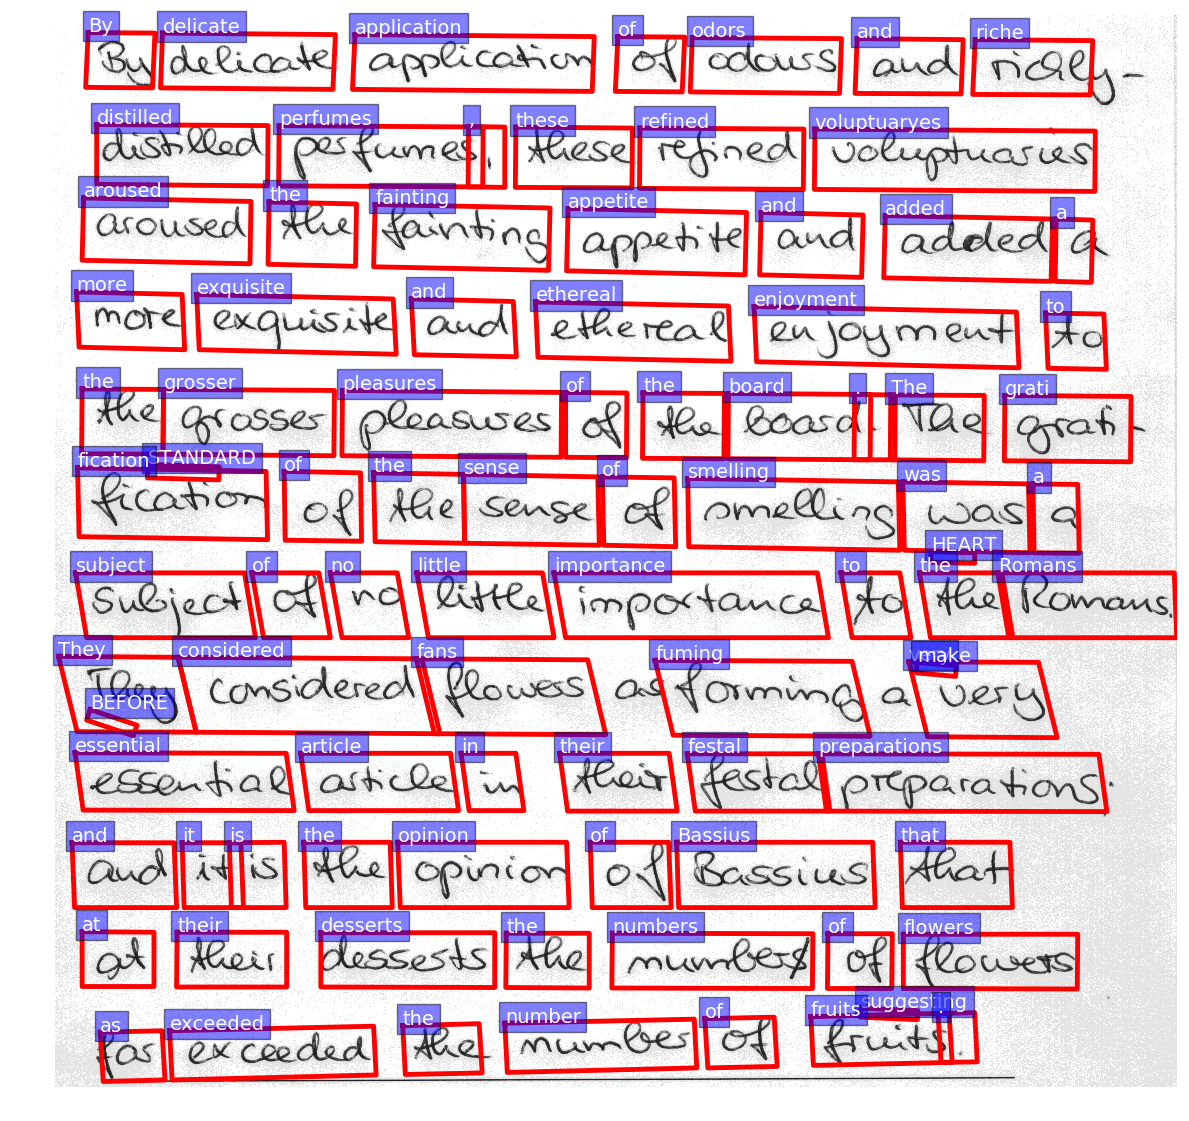 By delicate application of odours and richly-
distilled perfumes, these refined voluptuaries
aroused the fainting appetite and added a
more exquisite and ethereal enjoyment to
the grosser pleasures of the board. The grati-
fication of the sense of smelling was a
subject of no little importance to the Romans.
They considered flowers as forming a very
essential article in their festal preparations.
and it is the opinion of Bassius that
at their desserts the numbers of flowers
far exceeded the number of fruits.